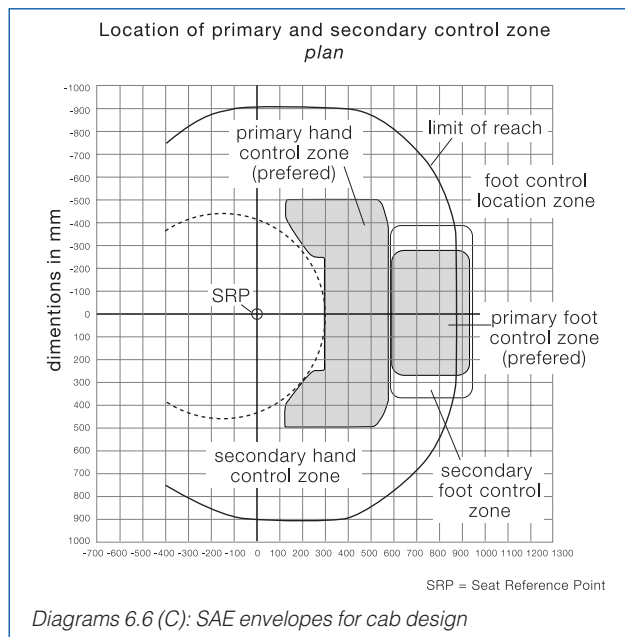 Location of primary and secondary control zone
plan
-1000
-900
-800
-700
-600
-500
-400
-300
-200
-100
0
100
200
300
400
500
600
700
800
900
1000
dimentions in mm
primary hand
control zone
(prefered)
limit of reach
foot control
location zone
SRP
primary foot
control zone
(prefered)
secondary hand
control zone
secondary
foot control
zone
-700 -600 -500 -400 -300 -200 -100 0 100 200 300 400 500 600 700 800 900 1000 1100 1200 1300
SRP = Seat Reference Point
Diagrams 6.6 (C): SAE envelopes for cab design